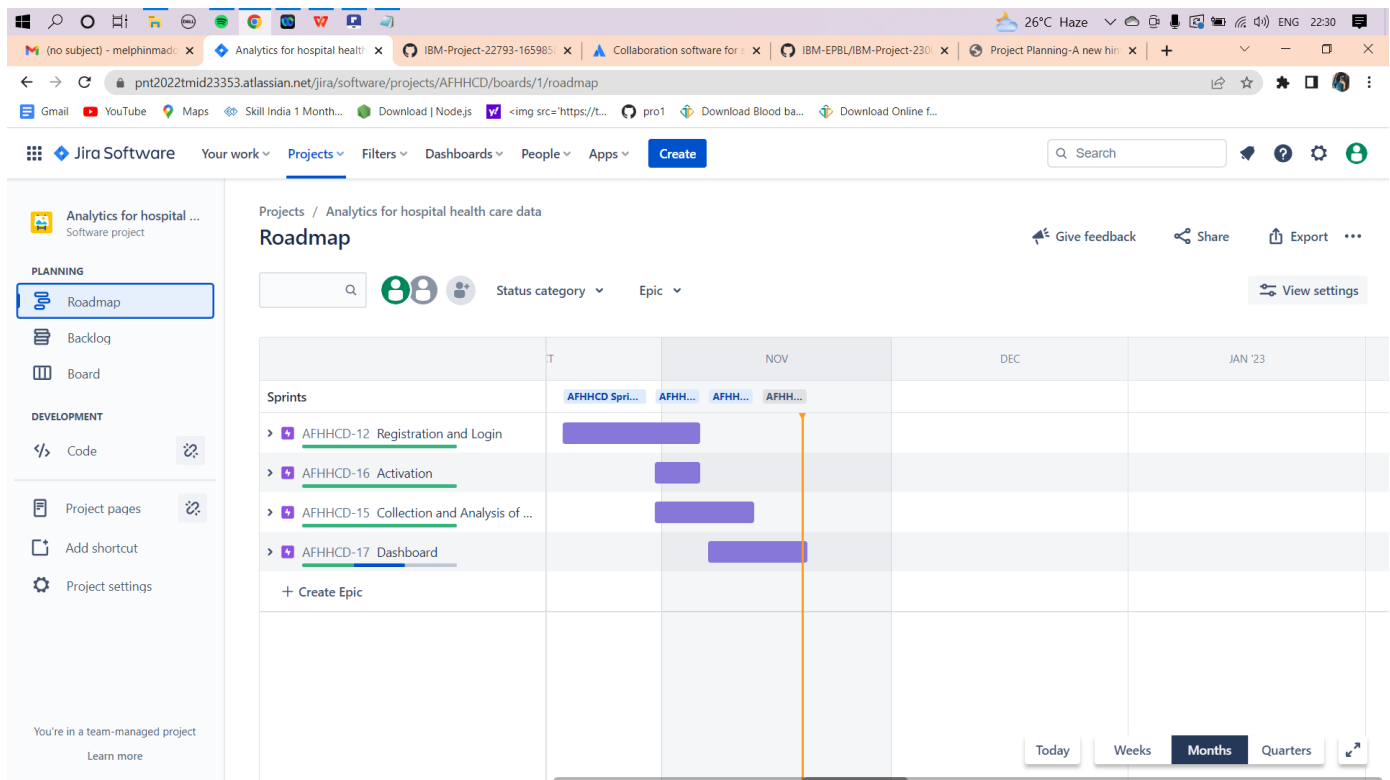 26°C Haze ENG 22:30
(no subject) - melphinmado
Analytics for hospital health
IBM-Project-22793-165985
Collaboration software for s
IBM-EPBL/IBM-Project-230
Project Planning-A new hin
pnt2022tmid23353.atlassian.net/jira/software/projects/AFHHCD/boards/1/roadmap
Gmail YouTube Maps Skill India 1 Month... Download | Node.js <img src='https://t... pro1 Download Blood ba... Download Online f...
Jira Software Your work Projects Filters Dashboards People Apps Create Search
Analytics for hospital ...
Software project
PLANNING
Roadmap
Backlog
Board
DEVELOPMENT
Code
Project pages
Add shortcut
Project settings
You're in a team-managed project
Learn more
Projects / Analytics for hospital health care data
Roadmap
Give feedback Share Export
Status category Epic View settings
T NOV DEC JAN '23
Sprints AFHHCD Spri... AFHH... AFHH... AFHH...
AFHHCD-12 Registration and Login
AFHHCD-16 Activation
AFHHCD-15 Collection and Analysis of ...
AFHHCD-17 Dashboard
+ Create Epic
Today Weeks Months Quarters